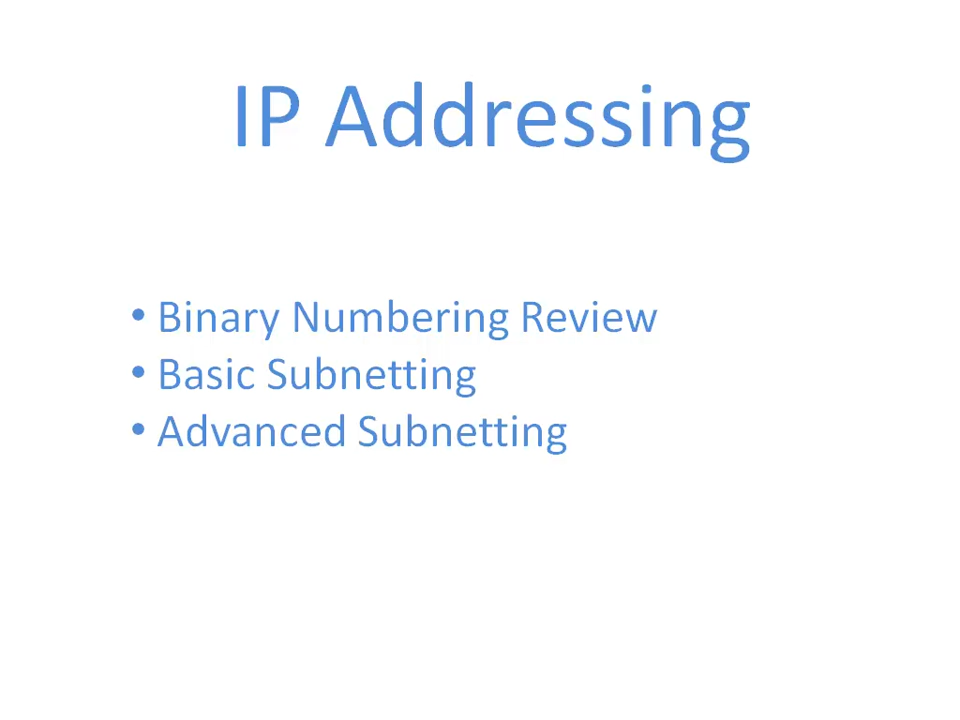 IP Addressing
• Binary Numbering Review
• Basic Subnetting
• Advanced Subnetting